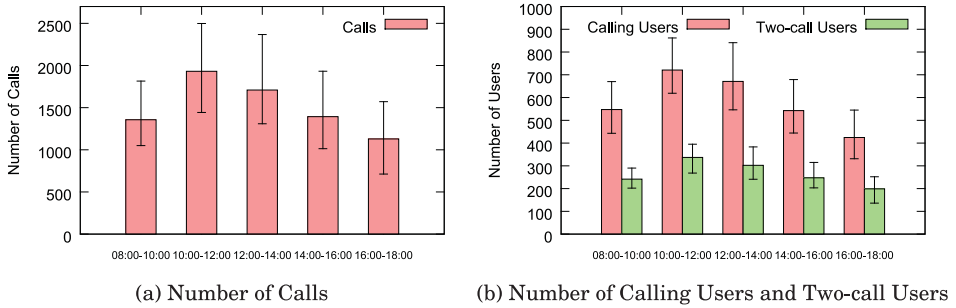 Number of Calls
2500
2000
1500
1000
500
0
Calls
08:00-10:00 10:00-12:00 12:00-14:00 14:00-16:00 16:00-18:00
(a) Number of Calls
Number of Users
1000
900
800
700
600
500
400
300
200
100
0
Calling Users
Two-call Users
08:00-10:00 10:00-12:00 12:00-14:00 14:00-16:00 16:00-18:00
(b) Number of Calling Users and Two-call Users